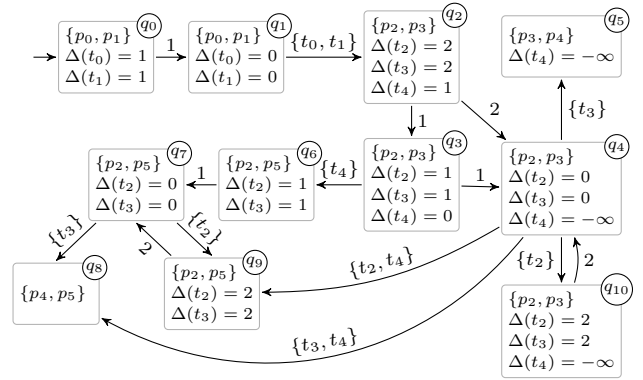 q0
{p0, p1}
Δ(t0) = 1
Δ(t1) = 1
1
q1
{p0, p1}
Δ(t0) = 0
Δ(t1) = 0
{t0, t1}
q2
{p2, p3}
Δ(t2) = 2
Δ(t3) = 2
Δ(t4) = 1
q5
{p3, p4}
Δ(t4) = −∞
1
2
{t3}
q7
{p2, p5}
Δ(t2) = 0
Δ(t3) = 0
1
q6
{p2, p5}
Δ(t2) = 1
Δ(t3) = 1
{t4}
q3
{p2, p3}
Δ(t2) = 1
Δ(t3) = 1
Δ(t4) = 0
1
q4
{p2, p3}
Δ(t2) = 0
Δ(t3) = 0
Δ(t4) = −∞
{t3}
2
{t2}
q8
{p4, p5}
q9
{p2, p5}
Δ(t2) = 2
Δ(t3) = 2
{t2, t4}
{t3, t4}
{t2}
2
q10
{p2, p3}
Δ(t2) = 2
Δ(t3) = 2
Δ(t4) = −∞